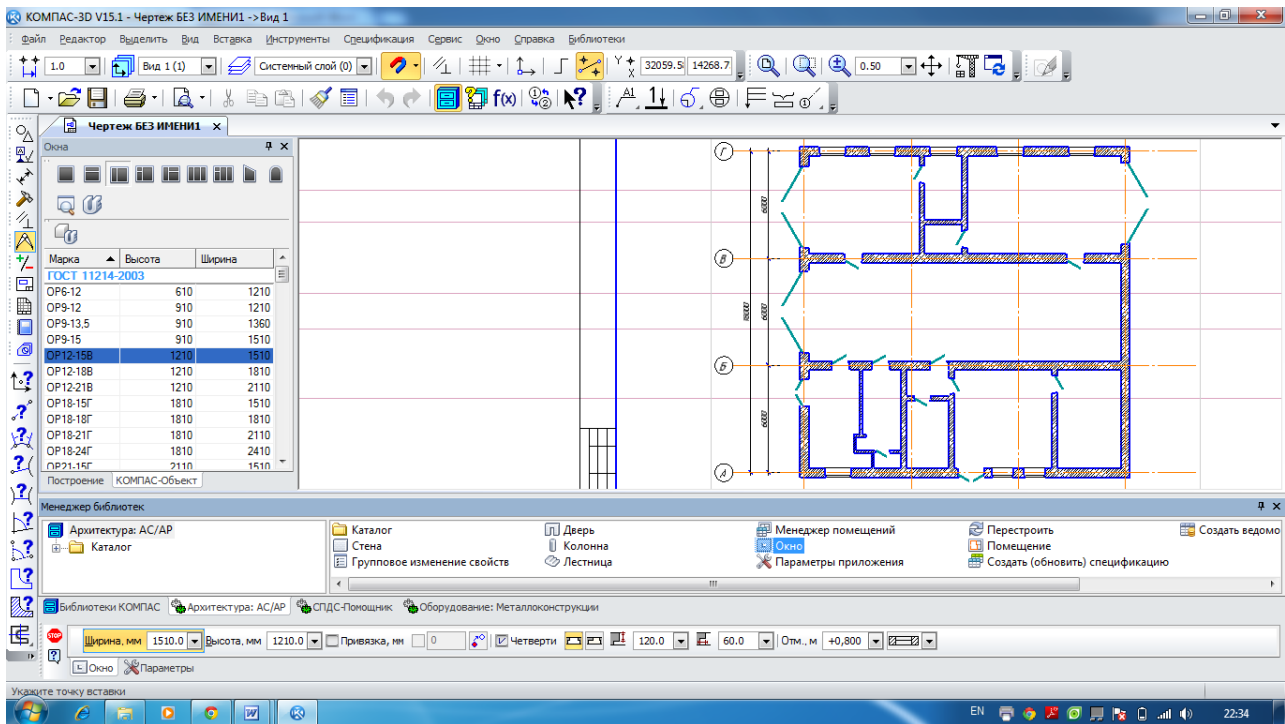 КОМПАС-3D V15.1 - Чертеж БЕЗ ИМЕНИ1 ->Вид 1
Файл Редактор Выделить Вид Вставка Инструменты Спецификация Сервис Окно Справка Библиотеки
1.0 Вид 1 (1) Системный слой (0) 32059.5 14268.7 0.50
f(x)
Чертеж БЕЗ ИМЕНИ1
Окна
Марка Высота Ширина
ГОСТ 11214-2003
ОР6-12 610 1210
ОР9-12 910 1210
ОР9-13,5 910 1360
ОР9-15 910 1510
ОР12-15В 1210 1510
ОР12-18В 1210 1810
ОР12-21В 1210 2110
ОР18-15Г 1810 1510
ОР18-18Г 1810 1810
ОР18-21Г 1810 2110
ОР18-24Г 1810 2410
ОР21-15Г 2110 1510
Построение КОМПАС-Объект
Г
6000
В
18000
6000
Б
6000
А
Менеджер библиотек
Архитектура: АС/АР
Каталог
Каталог Дверь Менеджер помещений Перестроить Создать ведомо
Стена Колонна Окно Помещение
Групповое изменение свойств Лестница Параметры приложения Создать (обновить) спецификацию
Библиотеки КОМПАС Архитектура: АС/АР СПДС-Помощник Оборудование: Металлоконструкции
Ширина, мм 1510.0 Высота, мм 1210.0 Привязка, мм 0 Четверти 120.0 60.0 Отм., м +0,800
Окно Параметры
Укажите точку вставки
EN 22:34